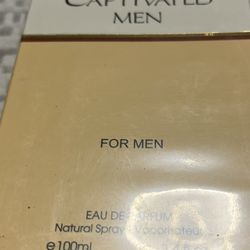 CAPTIVATED
MEN
FOR MEN
EAU DE PARFUM
Natural Spray Vaporisateur
e100ml